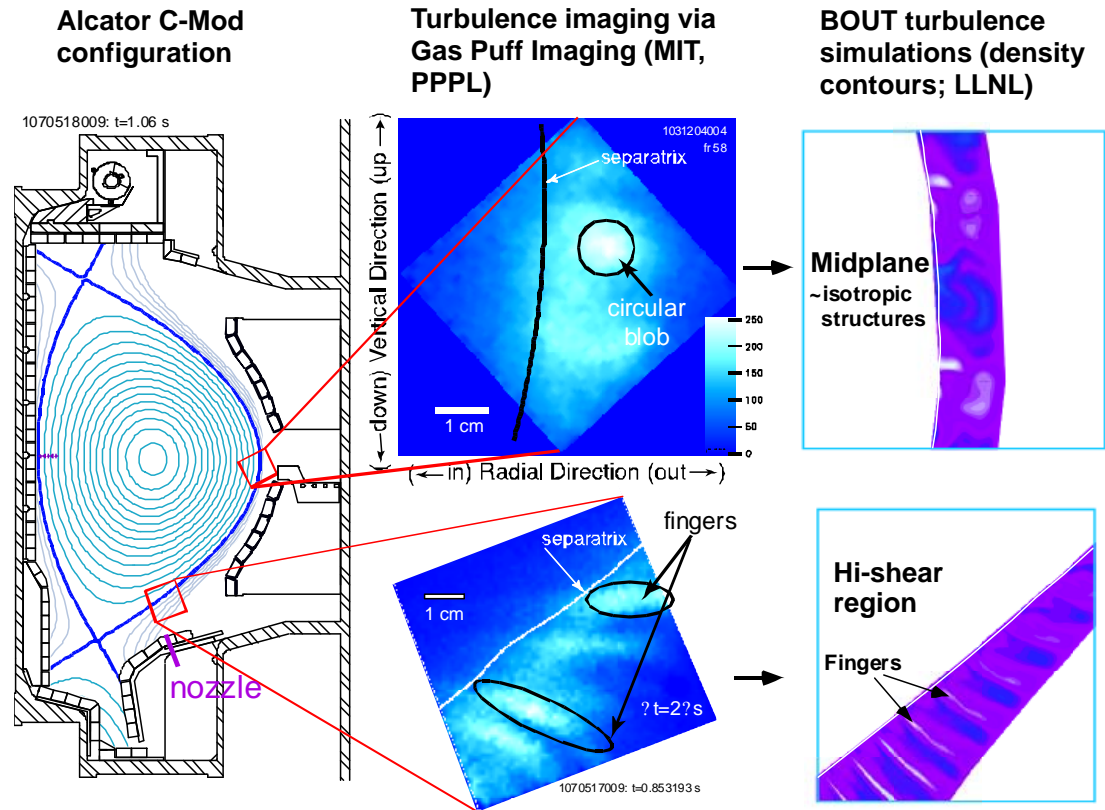 Alcator C-Mod
configuration
Turbulence imaging via
Gas Puff Imaging (MIT,
PPPL)
BOUT turbulence
simulations (density
contours; LLNL)
1070518009: t=1.06 s
nozzle
(←down) Vertical Direction (up→)
1031204004
fr 58
separatrix
circular
blob
1 cm
250
200
150
100
50
0
(←in) Radial Direction (out→)
Midplane
~isotropic
structures
fingers
separatrix
1 cm
?t=2?s
1070517009: t=0.853193 s
Hi-shear
region
Fingers